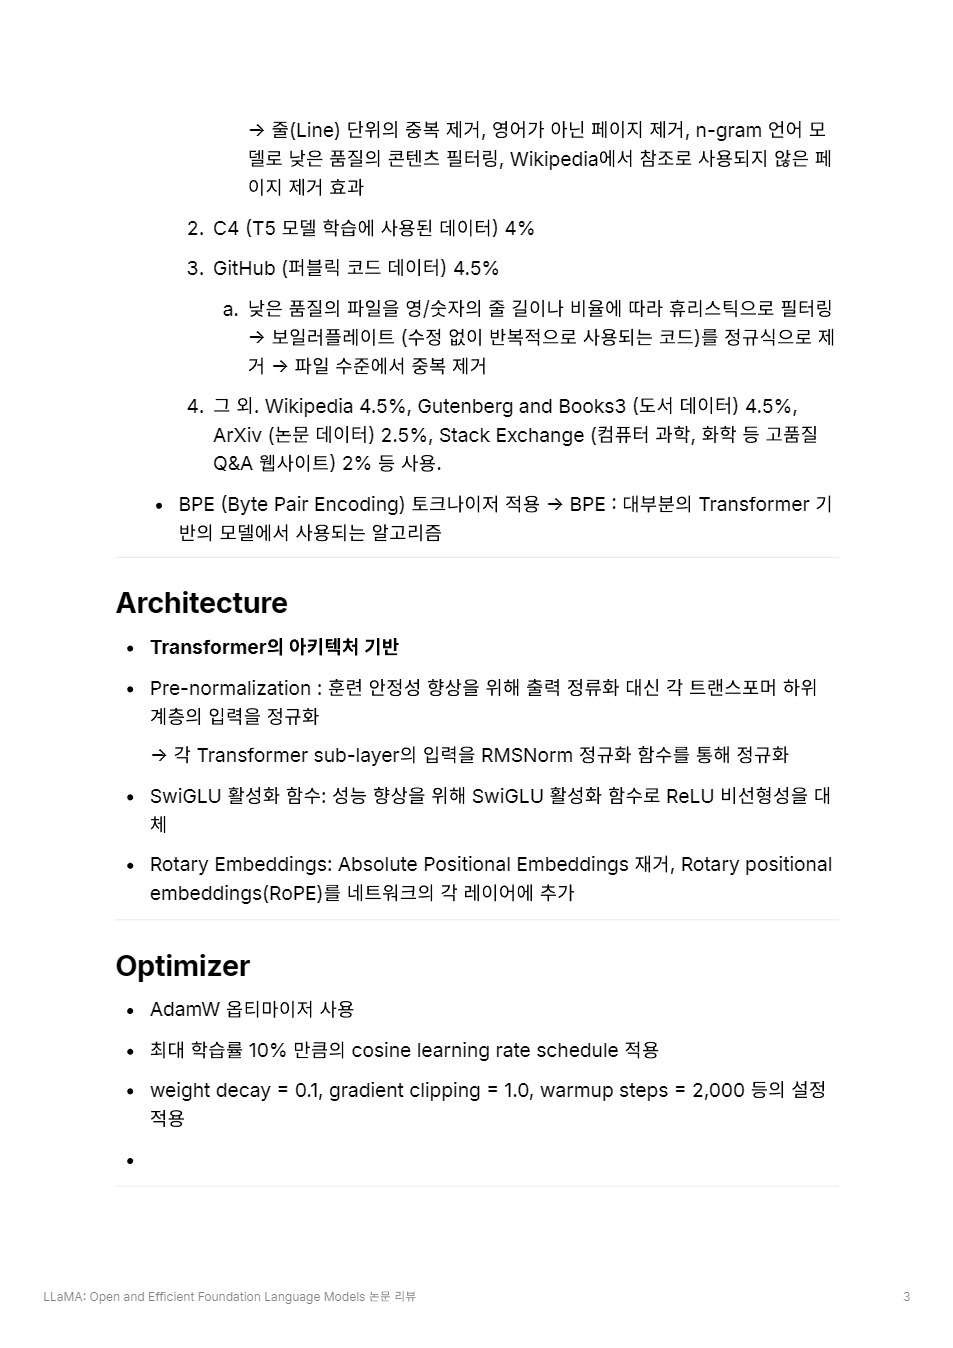 → 줄(Line) 단위의 중복 제거, 영어가 아닌 페이지 제거, n-gram 언어 모
델로 낮은 품질의 콘텐츠 필터링, Wikipedia에서 참조로 사용되지 않은 페
이지 제거 효과
2. C4 (T5 모델 학습에 사용된 데이터) 4%
3. GitHub (퍼블릭 코드 데이터) 4.5%
a. 낮은 품질의 파일을 영/숫자의 줄 길이나 비율에 따라 휴리스틱으로 필터링
→ 보일러플레이트 (수정 없이 반복적으로 사용되는 코드)를 정규식으로 제
거 → 파일 수준에서 중복 제거
4. 그 외. Wikipedia 4.5%, Gutenberg and Books3 (도서 데이터) 4.5%,
ArXiv (논문 데이터) 2.5%, Stack Exchange (컴퓨터 과학, 화학 등 고품질
Q&A 웹사이트) 2% 등 사용.
• BPE (Byte Pair Encoding) 토크나이저 적용 → BPE : 대부분의 Transformer 기
반의 모델에서 사용되는 알고리즘
Architecture
• Transformer의 아키텍처 기반
• Pre-normalization : 훈련 안정성 향상을 위해 출력 정류화 대신 각 트랜스포머 하위
계층의 입력을 정규화
→ 각 Transformer sub-layer의 입력을 RMSNorm 정규화 함수를 통해 정규화
• SwiGLU 활성화 함수: 성능 향상을 위해 SwiGLU 활성화 함수로 ReLU 비선형성을 대
체
• Rotary Embeddings: Absolute Positional Embeddings 재거, Rotary positional
embeddings(RoPE)를 네트워크의 각 레이어에 추가
Optimizer
• AdamW 옵티마이저 사용
• 최대 학습률 10% 만큼의 cosine learning rate schedule 적용
• weight decay = 0.1, gradient clipping = 1.0, warmup steps = 2,000 등의 설정
적용
•
LLaMA: Open and Efficient Foundation Language Models 논문 리뷰
3